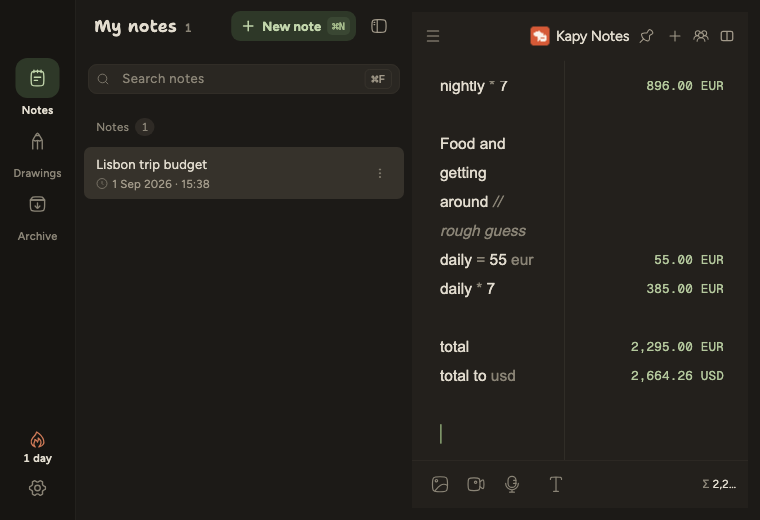 My notes 1
+ New note ⌘N
Kapy Notes
Search notes ⌘F
Notes
Notes 1
Drawings
Lisbon trip budget
1 Sep 2026 · 15:38
Archive
nightly * 7 896.00 EUR
Food and
getting
around //
rough guess
daily = 55 eur 55.00 EUR
daily * 7 385.00 EUR
total 2,295.00 EUR
total to usd 2,664.26 USD
1 day
Σ 2,2...